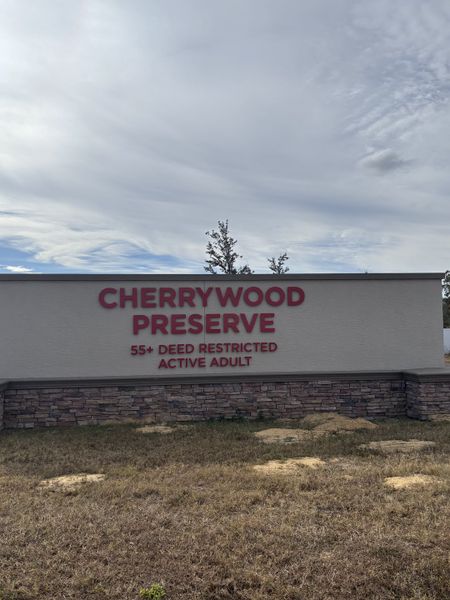 CHERRYWOOD
PRESERVE
55+ DEED RESTRICTED
ACTIVE ADULT